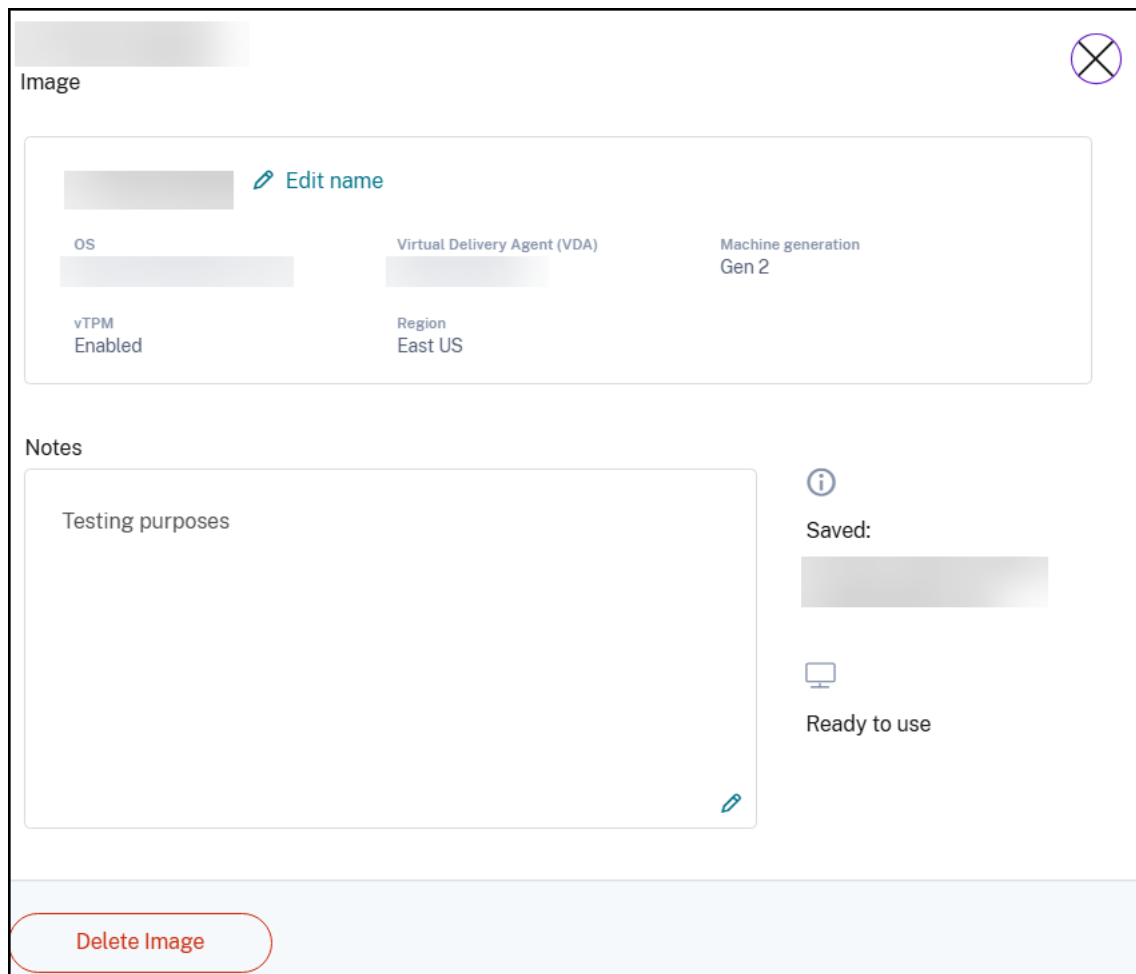 Image
Edit name
OS
Virtual Delivery Agent (VDA)
Machine generation
Gen 2
vTPM
Enabled
Region
East US
Notes
Testing purposes
Saved:
Ready to use
Delete Image